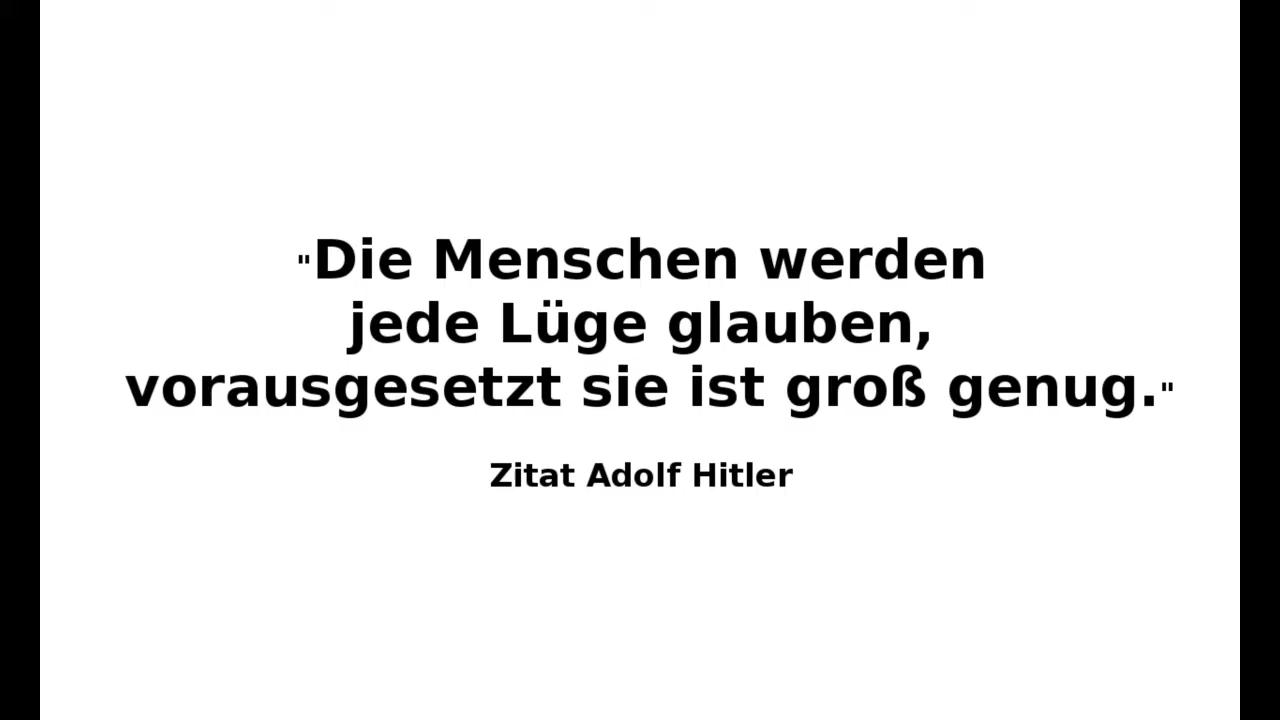 "Die Menschen werden
jede Lüge glauben,
vorausgesetzt sie ist groß genug."
Zitat Adolf Hitler